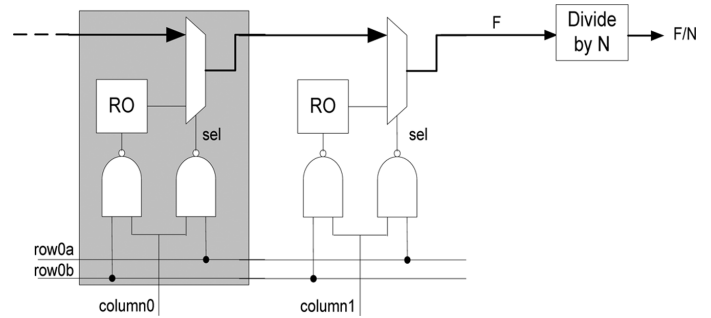 F
Divide
by N
F/N
RO
RO
sel
sel
row0a
row0b
column0
column1